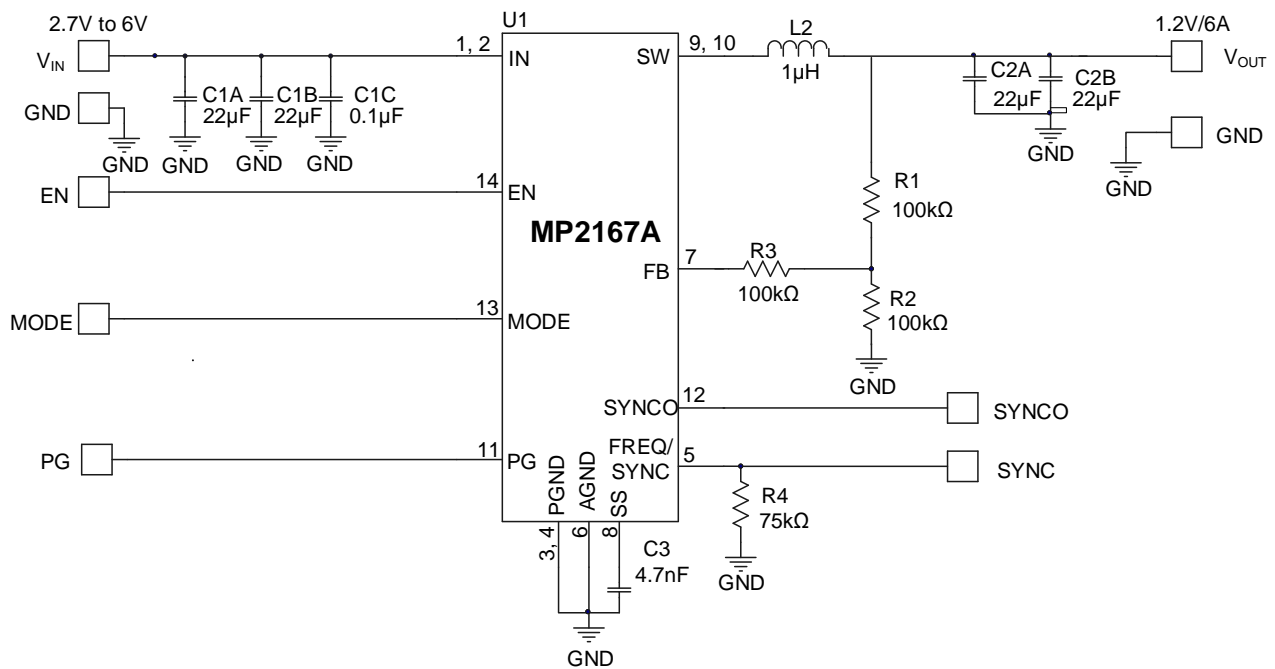 2.7V to 6V
U1
1.2V/6A
VIN
1, 2
IN
SW
9, 10
L2
1µH
VOUT
C1A
22µF
C1B
22µF
C1C
0.1µF
C2A
22µF
C2B
22µF
GND
GND
GND
GND
GND
GND
GND
GND
EN
14
EN
R1
100kΩ
MP2167A
FB
7
R3
100kΩ
R2
100kΩ
GND
MODE
13
MODE
SYNCO
12
SYNCO
PG
11
PG
FREQ/
SYNC
5
SYNC
R4
75kΩ
GND
PGND
AGND
SS
3, 4
6
8
C3
4.7nF
GND